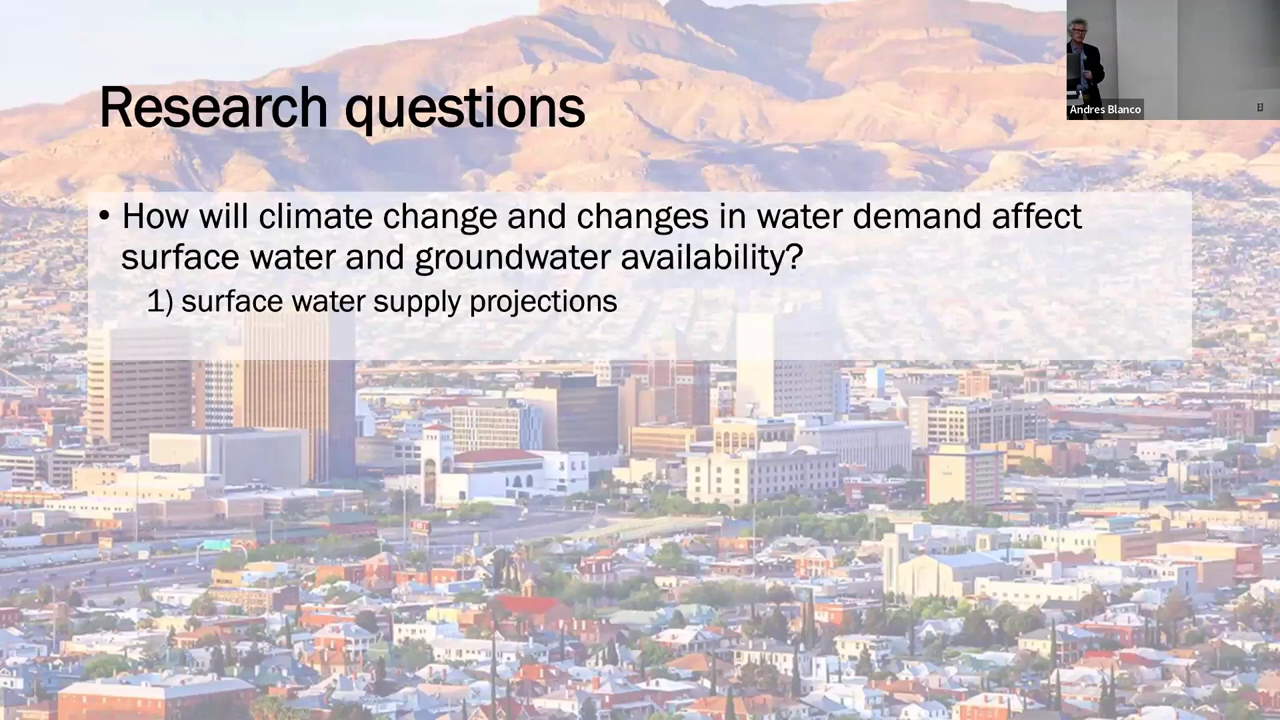 Research questions
• How will climate change and changes in water demand affect
surface water and groundwater availability?
1) surface water supply projections
Andres Blanco